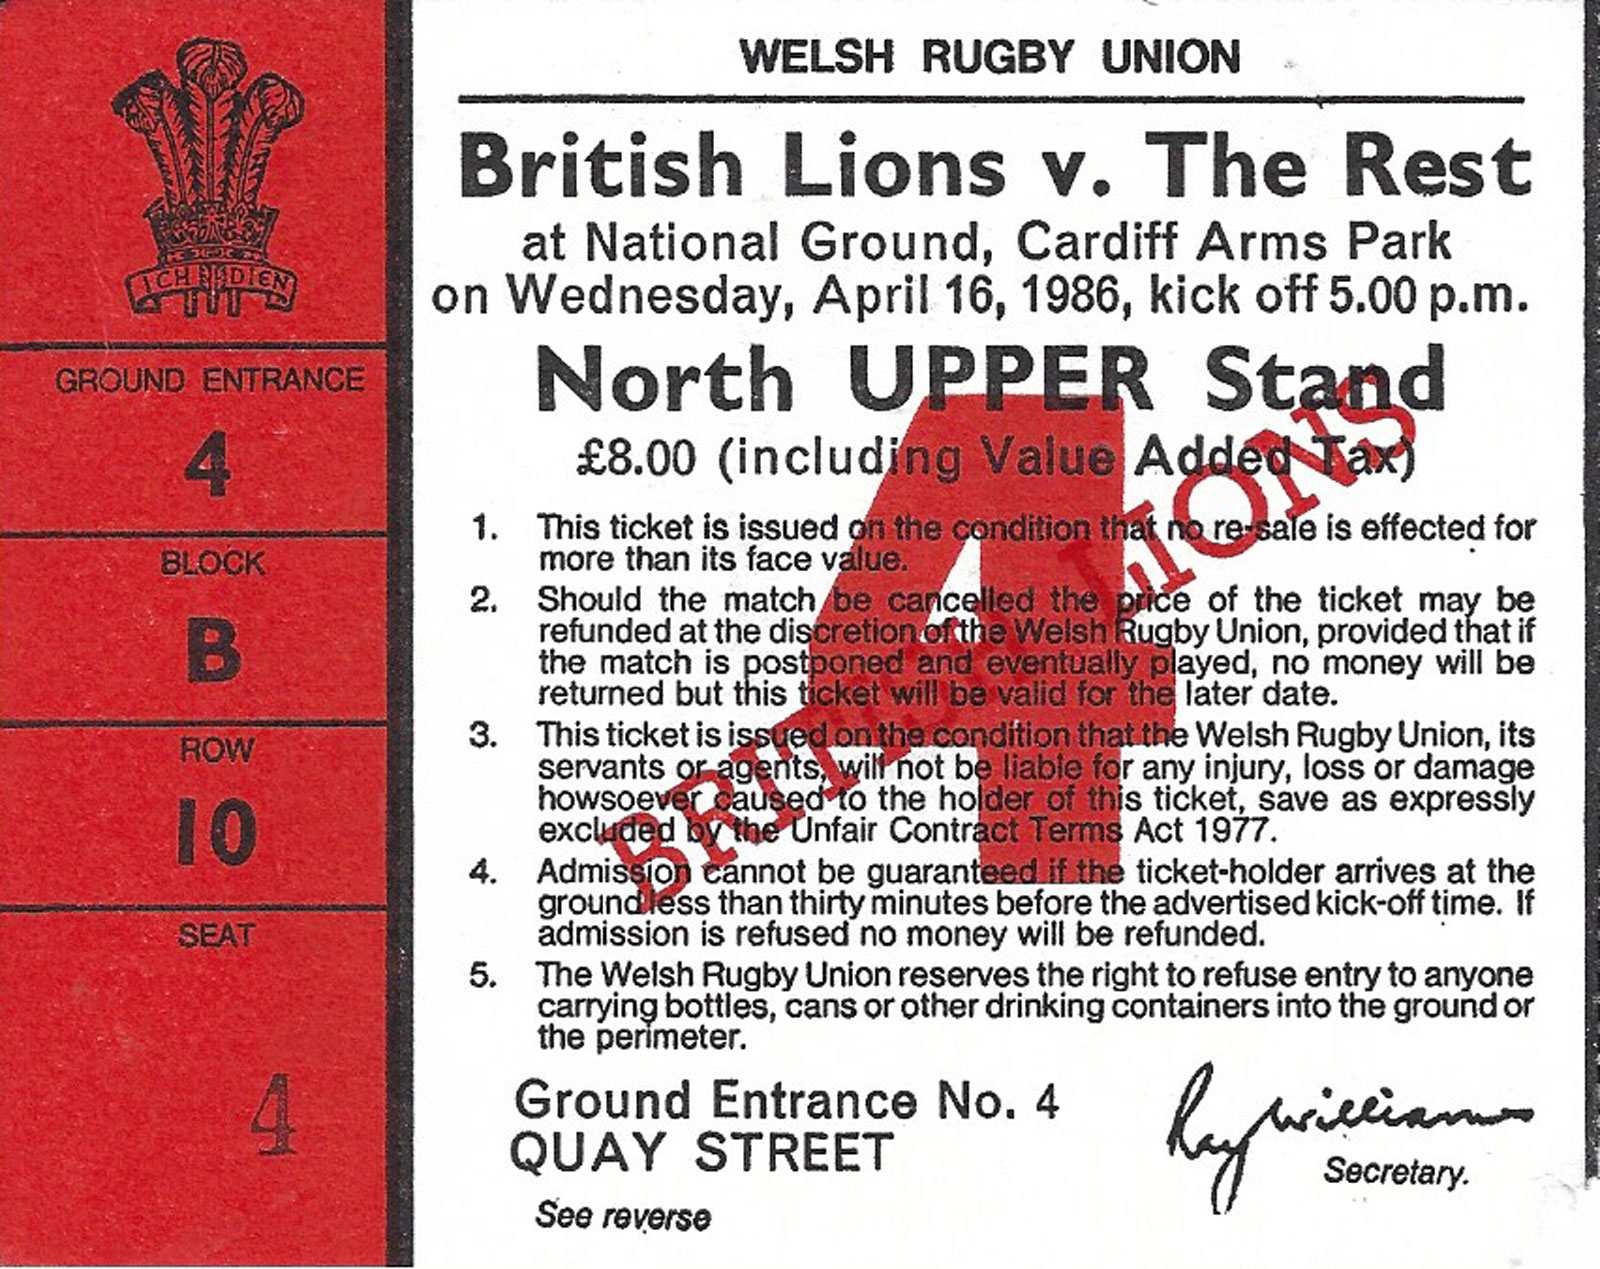 ICH DIEN
GROUND ENTRANCE
4
BLOCK
B
ROW
10
SEAT
4
WELSH RUGBY UNION
British Lions v. The Rest
at National Ground, Cardiff Arms Park
on Wednesday, April 16, 1986, kick off 5.00 p.m.
North UPPER Stand
£8.00 (including Value Added Tax)
4
BRITISH LIONS
1. This ticket is issued on the condition that no re-sale is effected for
more than its face value.
2. Should the match be cancelled the price of the ticket may be
refunded at the discretion of the Welsh Rugby Union, provided that if
the match is postponed and eventually played, no money will be
returned but this ticket will be valid for the later date.
3. This ticket is issued on the condition that the Welsh Rugby Union, its
servants or agents, will not be liable for any injury, loss or damage
howsoever caused to the holder of this ticket, save as expressly
excluded by the Unfair Contract Terms Act 1977.
4. Admission cannot be guaranteed if the ticket-holder arrives at the
ground less than thirty minutes before the advertised kick-off time. If
admission is refused no money will be refunded.
5. The Welsh Rugby Union reserves the right to refuse entry to anyone
carrying bottles, cans or other drinking containers into the ground or
the perimeter.
Ground Entrance No. 4
QUAY STREET
See reverse
Ray Williams
Secretary.